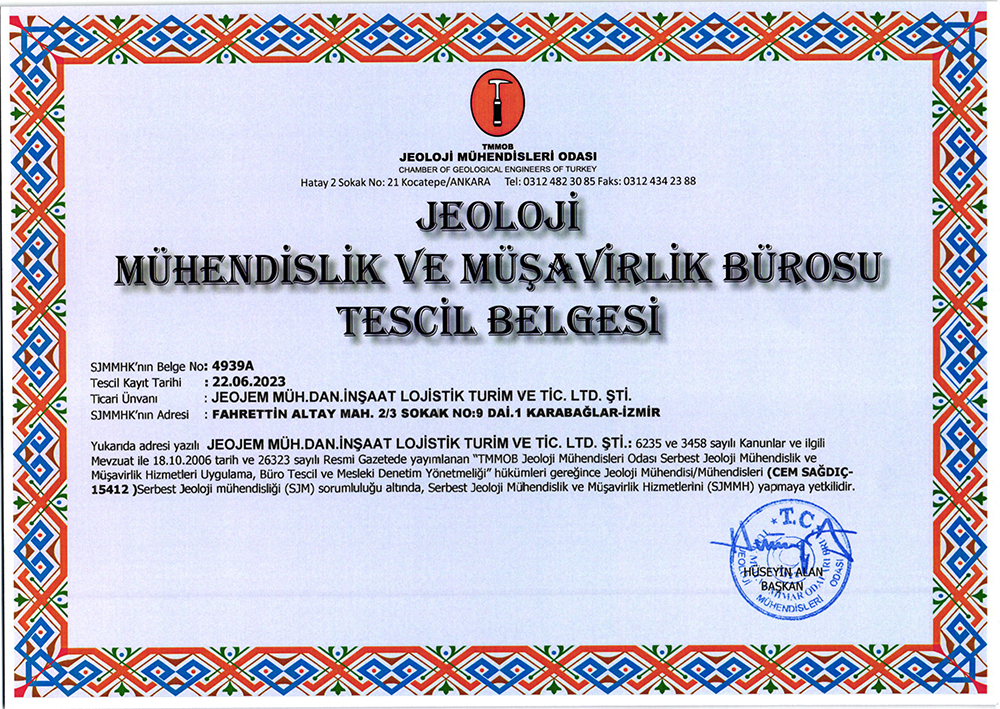 TMMOB
JEOLOJİ MÜHENDİSLERİ ODASI
CHAMBER OF GEOLOGICAL ENGINEERS OF TURKEY
Hatay 2 Sokak No: 21 Kocatepe/ANKARA Tel: 0312 482 30 85 Faks: 0312 434 23 88
JEOLOJİ
MÜHENDİSLİK VE MÜŞAVİRLİK BÜROSU
TESCİL BELGESİ
SJMMHK'nın Belge No: 4939A
Tescil Kayıt Tarihi : 22.06.2023
Ticari Ünvanı : JEOJEM MÜH.DAN.İNŞAAT LOJİSTİK TURİM VE TİC. LTD. ŞTİ.
SJMMHK'nın Adresi : FAHRETTİN ALTAY MAH. 2/3 SOKAK NO:9 DAİ.1 KARABAĞLAR-İZMİR
Yukarıda adresi yazılı JEOJEM MÜH.DAN.İNŞAAT LOJİSTİK TURİM VE TİC. LTD. ŞTİ.: 6235 ve 3458 sayılı Kanunlar ve ilgili
Mevzuat ile 18.10.2006 tarih ve 26323 sayılı Resmi Gazetede yayımlanan "TMMOB Jeoloji Mühendisleri Odası Serbest Jeoloji Mühendislik ve
Müşavirlik Hizmetleri Uygulama, Büro Tescil ve Mesleki Denetim Yönetmeliği" hükümleri gereğince Jeoloji Mühendisi/Mühendisleri (CEM SAĞDIÇ-
15412 )Serbest Jeoloji mühendisliği (SJM) sorumluluğu altında, Serbest Jeoloji Mühendislik ve Müşavirlik Hizmetlerini (SJMMH) yapmaya yetkilidir.
T.C
HÜSEYİN ALAN
BAŞKAN
JEOLOJİ MÜHENDİSLERİ ODASI